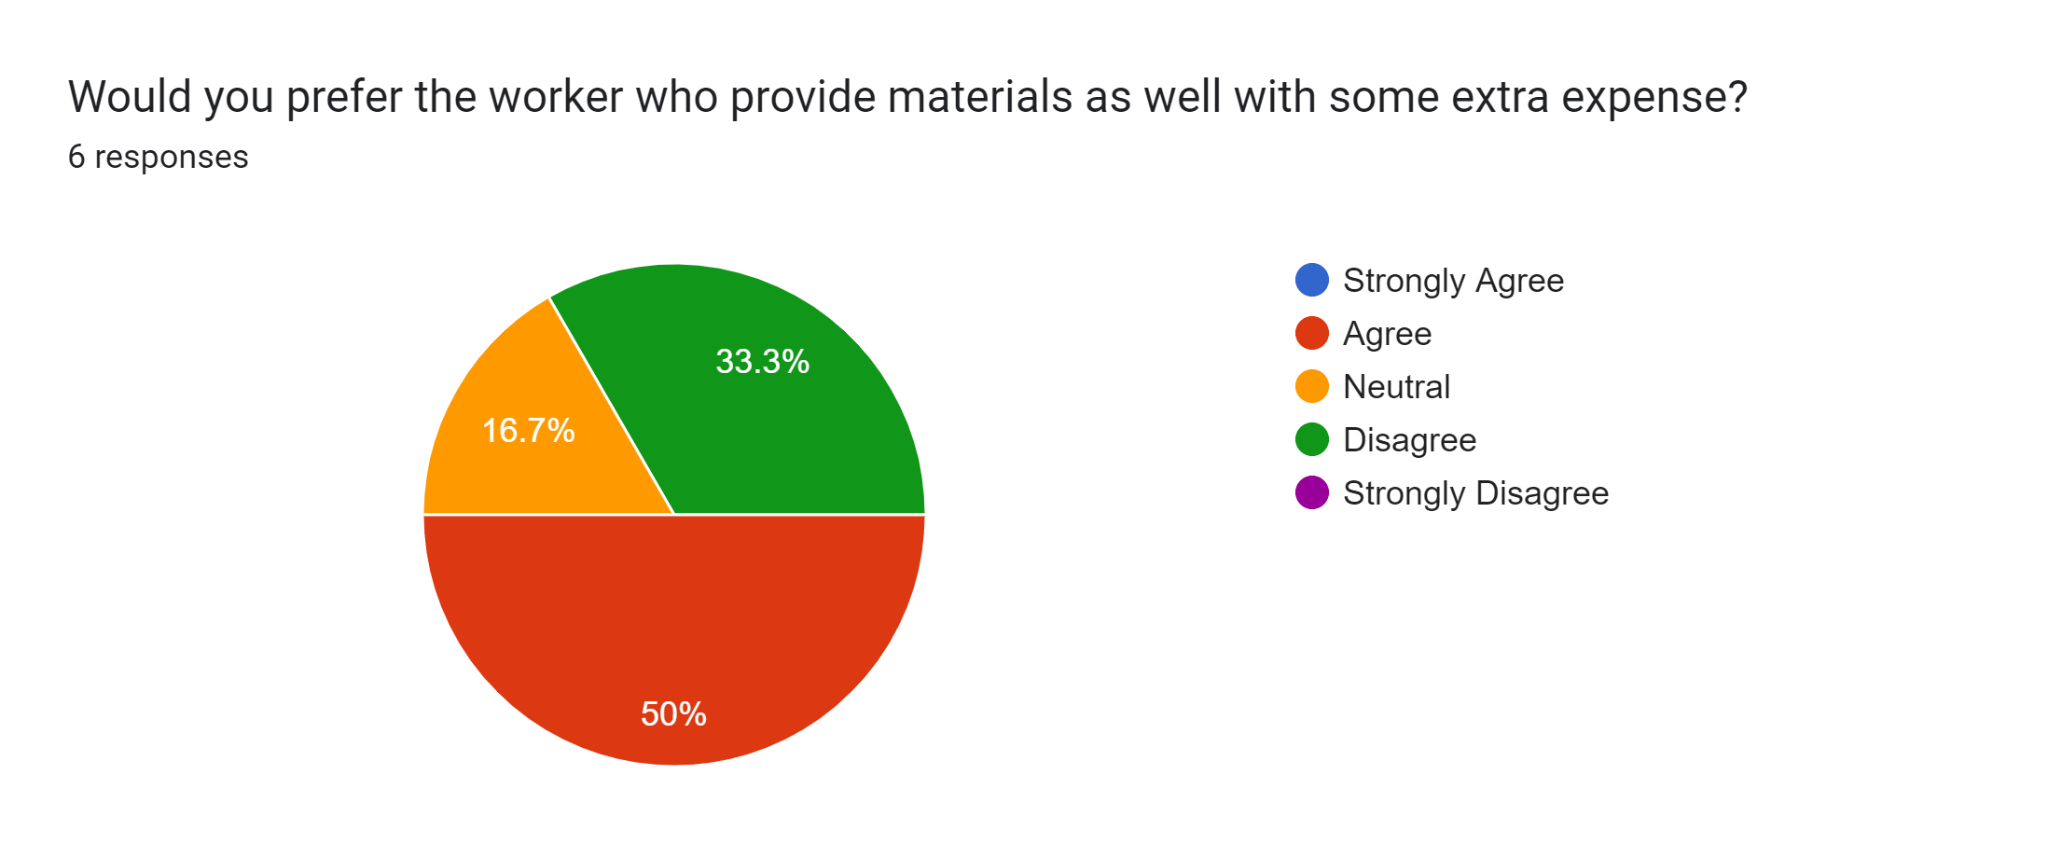 Would you prefer the worker who provide materials as well with some extra expense?
6 responses
33.3%
16.7%
50%
Strongly Agree
Agree
Neutral
Disagree
Strongly Disagree